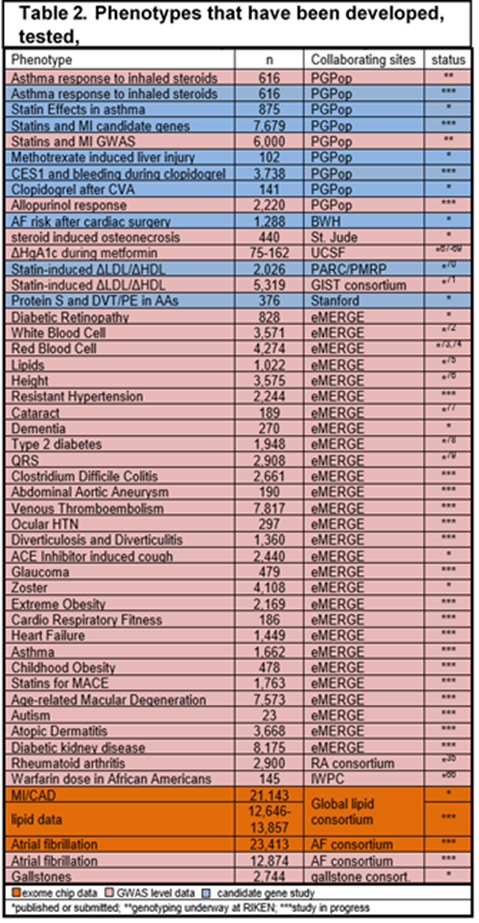 Table 2. Phenotypes that have been developed,
tested,
Phenotype n Collaborating sites status
Asthma response to inhaled steroids 616 PGPop **
Asthma response to inhaled steroids 616 PGPop ***
Statin Effects in asthma 875 PGPop *
Statins and MI candidate genes 7,679 PGPop ***
Statins and MI GWAS 6,000 PGPop **
Methotrexate induced liver injury 102 PGPop *
CES1 and bleeding during clopidogrel 3,738 PGPop ***
Clopidogrel after CVA 141 PGPop *
Allopurinol response 2,220 PGPop ***
AF risk after cardiac surgery 1,288 BWH *
steroid induced osteonecrosis 440 St. Jude *
ΔHgA1c during metformin 75-162 UCSF *67-69
Statin-induced ΔLDL/ΔHDL 2,026 PARC/PMRP *70
Statin-induced ΔLDL/ΔHDL 5,319 GIST consortium *71
Protein S and DVT/PE in AAs 376 Stanford *
Diabetic Retinopathy 828 eMERGE *
White Blood Cell 3,571 eMERGE *72
Red Blood Cell 4,274 eMERGE *73,74
Lipids 1,022 eMERGE *75
Height 3,575 eMERGE *76
Resistant Hypertension 2,244 eMERGE ***
Cataract 189 eMERGE *77
Dementia 270 eMERGE *
Type 2 diabetes 1,948 eMERGE *78
QRS 2,908 eMERGE *79
Clostridium Difficile Colitis 2,661 eMERGE ***
Abdominal Aortic Aneurysm 190 eMERGE ***
Venous Thromboembolism 7,817 eMERGE ***
Ocular HTN 297 eMERGE ***
Diverticulosis and Diverticulitis 1,360 eMERGE ***
ACE Inhibitor induced cough 2,440 eMERGE *
Glaucoma 479 eMERGE ***
Zoster 4,108 eMERGE *
Extreme Obesity 2,169 eMERGE ***
Cardio Respiratory Fitness 186 eMERGE ***
Heart Failure 1,449 eMERGE ***
Asthma 1,662 eMERGE ***
Childhood Obesity 478 eMERGE ***
Statins for MACE 1,763 eMERGE ***
Age-related Macular Degeneration 7,573 eMERGE ***
Autism 23 eMERGE ***
Atopic Dermatitis 3,668 eMERGE ***
Diabetic kidney disease 8,175 eMERGE ***
Rheumatoid arthritis 2,900 RA consortium *35
Warfarin dose in African Americans 145 IWPC *66
MI/CAD 21,143 Global lipid consortium *
lipid data 12,646-13,857 ***
Atrial fibrillation 23,413 AF consortium ***
Atrial fibrillation 12,874 AF consortium ***
Gallstones 2,744 gallstone consort. *
exome chip data GWAS level data candidate gene study
*published or submitted; **genotyping underway at RIKEN; ***study in progress